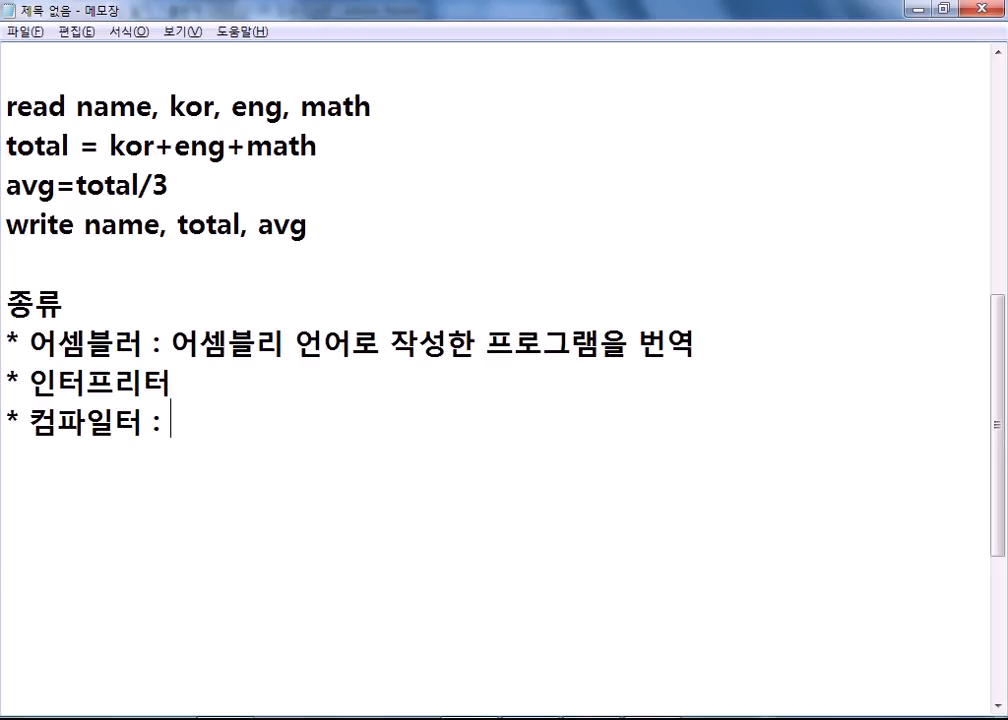 제목 없음 - 메모장
파일(F) 편집(E) 서식(O) 보기(V) 도움말(H)
read name, kor, eng, math
total = kor+eng+math
avg=total/3
write name, total, avg
종류
* 어셈블러 : 어셈블리 언어로 작성한 프로그램을 번역
* 인터프리터
* 컴파일터 :